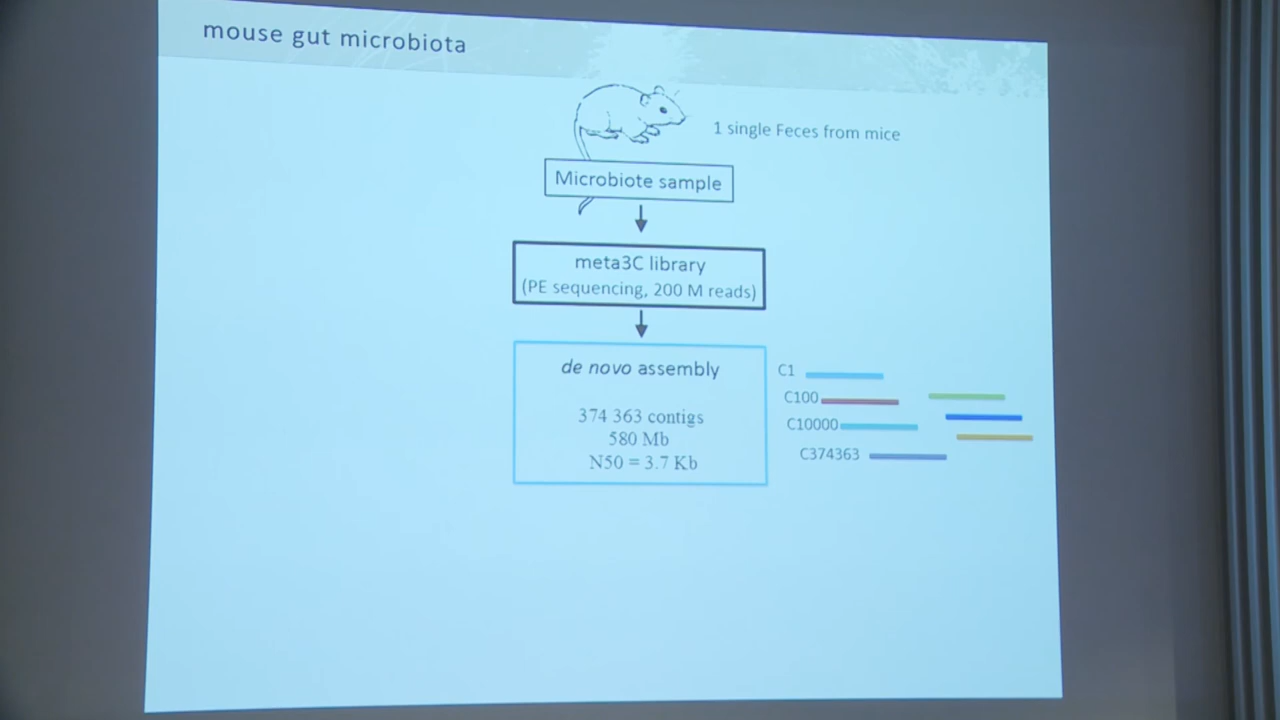 mouse gut microbiota
1 single Feces from mice
Microbiote sample
meta3C library
(PE sequencing, 200 M reads)
de novo assembly
374 363 contigs
580 Mb
N50 = 3.7 Kb
C1
C100
C10000
C374363